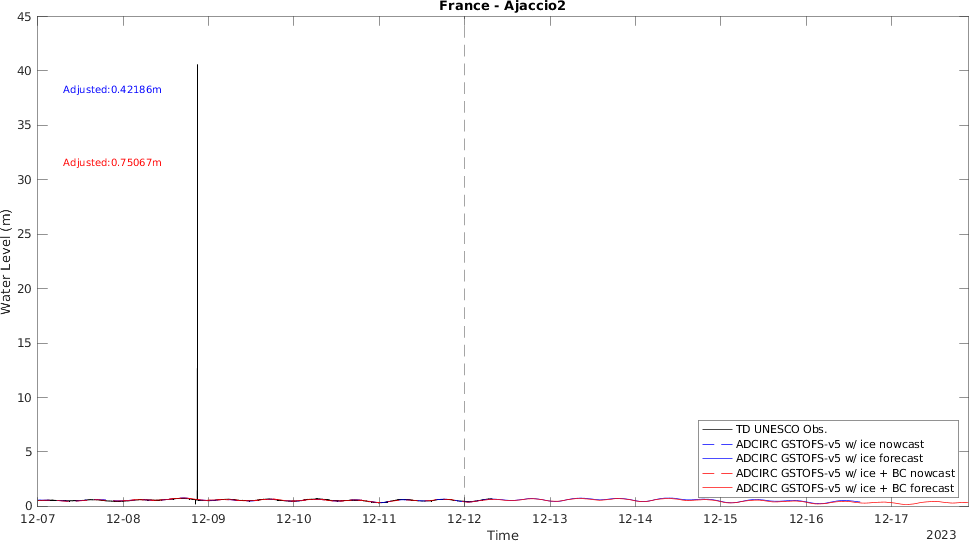 France - Ajaccio2
45
40
35
30
25
20
15
10
5
0
Water Level (m)
Adjusted:0.42186m
Adjusted:0.75067m
TD UNESCO Obs.
ADCIRC GSTOFS-v5 w/ ice nowcast
ADCIRC GSTOFS-v5 w/ ice forecast
ADCIRC GSTOFS-v5 w/ ice + BC nowcast
ADCIRC GSTOFS-v5 w/ ice + BC forecast
12-07 12-08 12-09 12-10 12-11 12-12 12-13 12-14 12-15 12-16 12-17
Time
2023